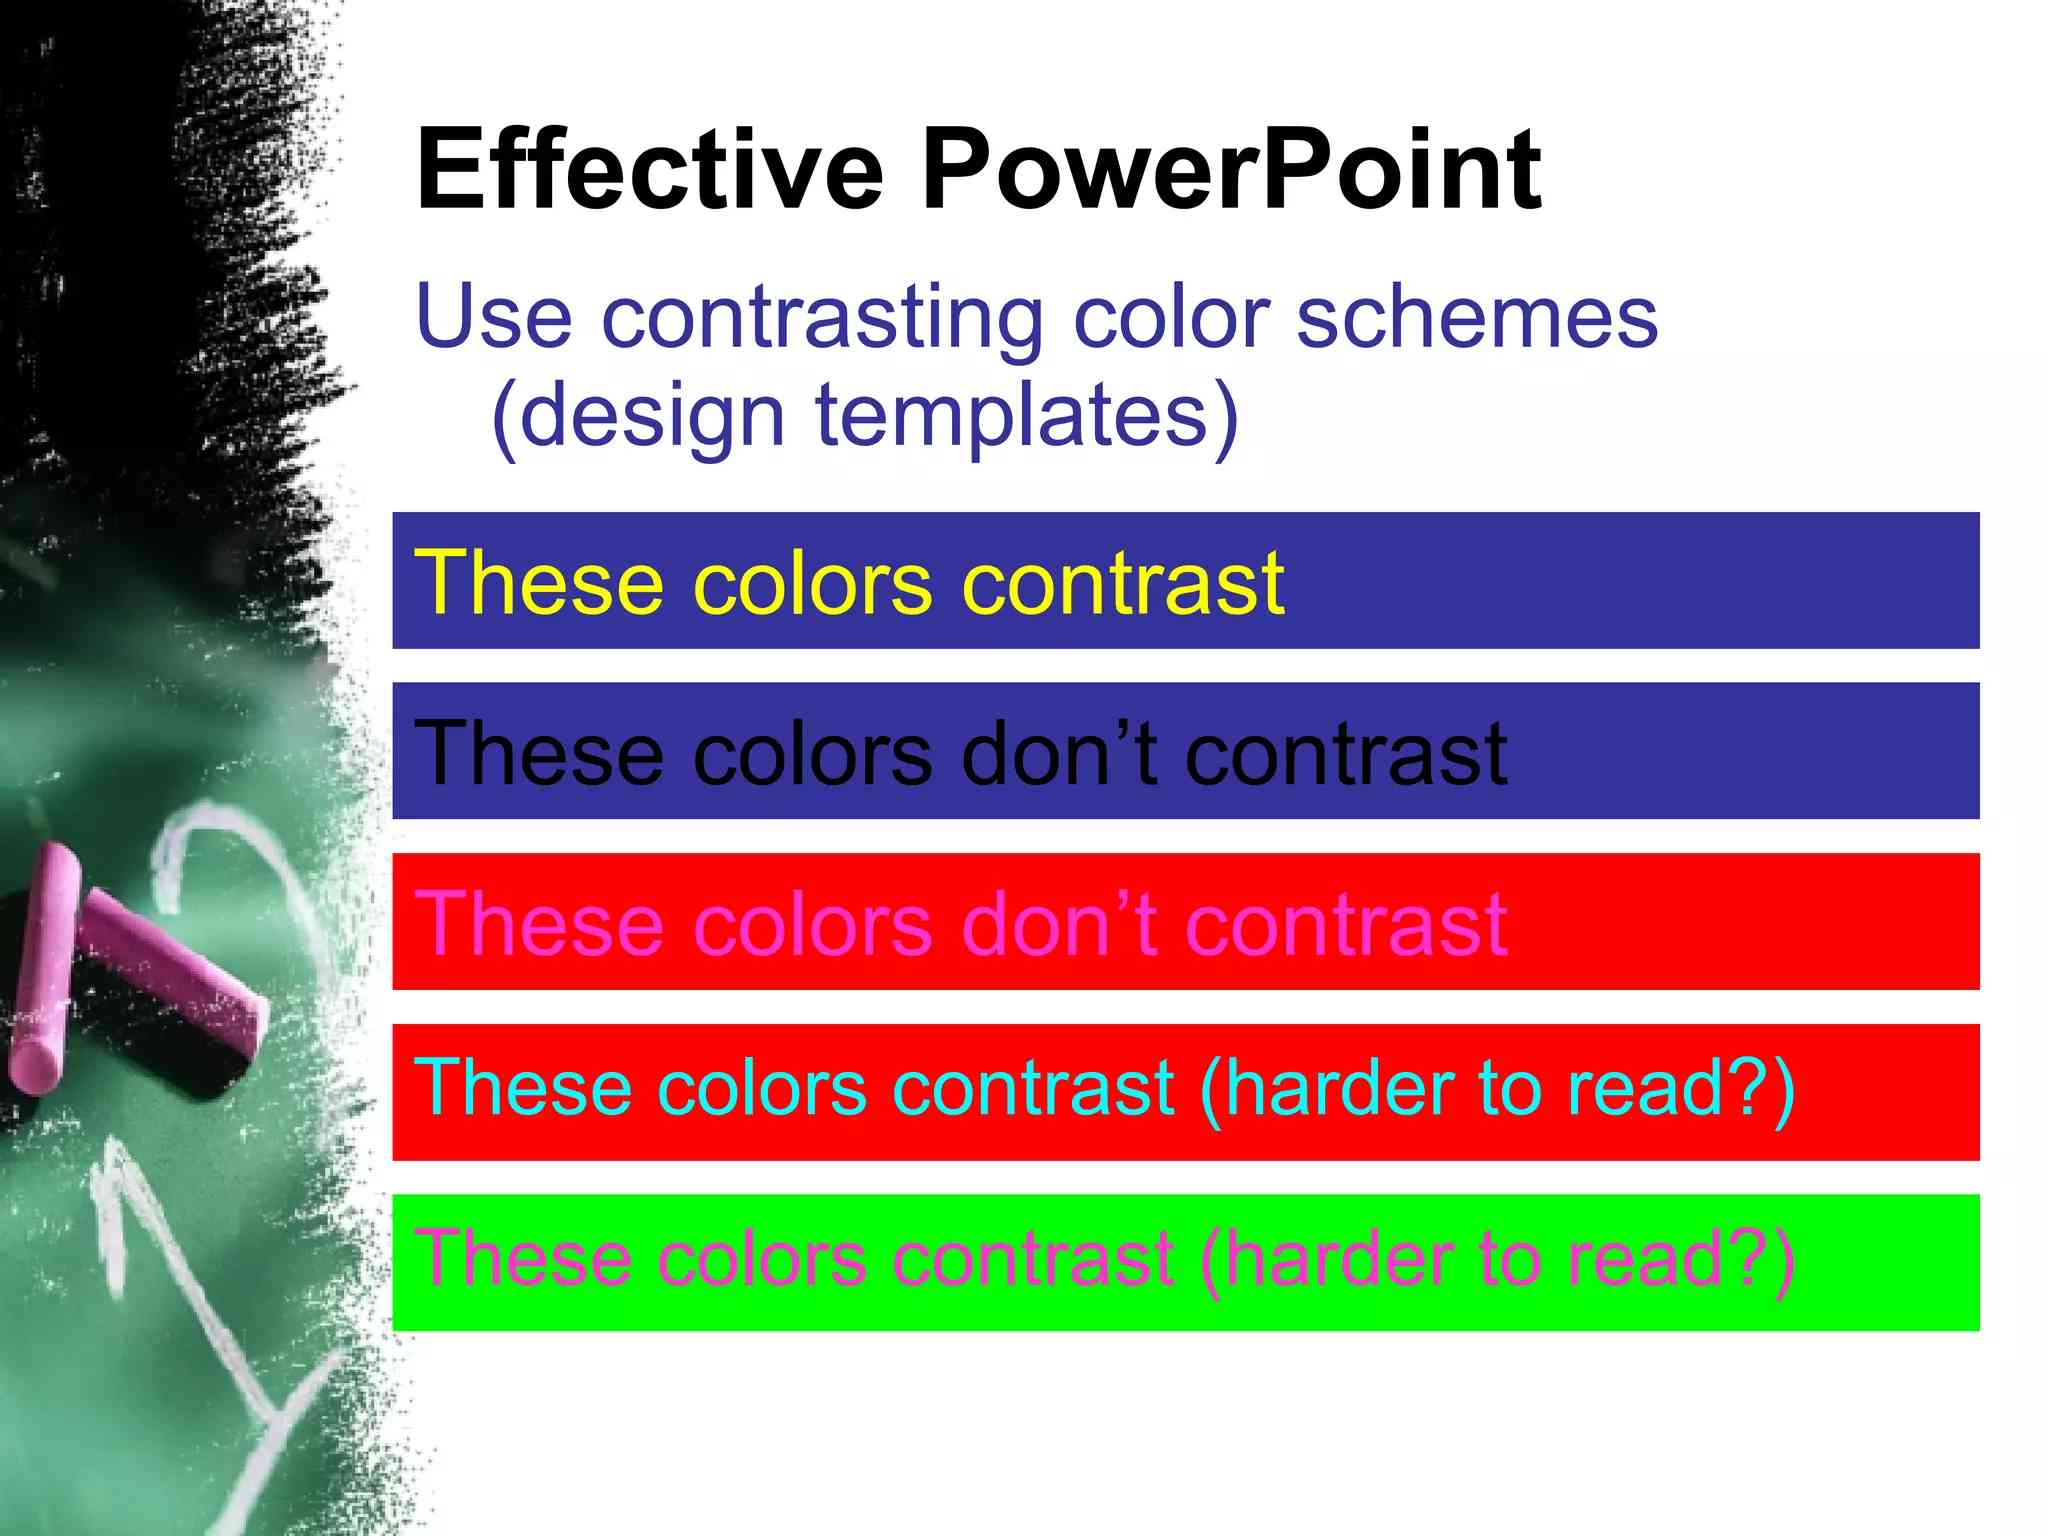 Effective PowerPoint
Use contrasting color schemes
(design templates)
These colors contrast
These colors don’t contrast
These colors don’t contrast
These colors contrast (harder to read?)
These colors contrast (harder to read?)